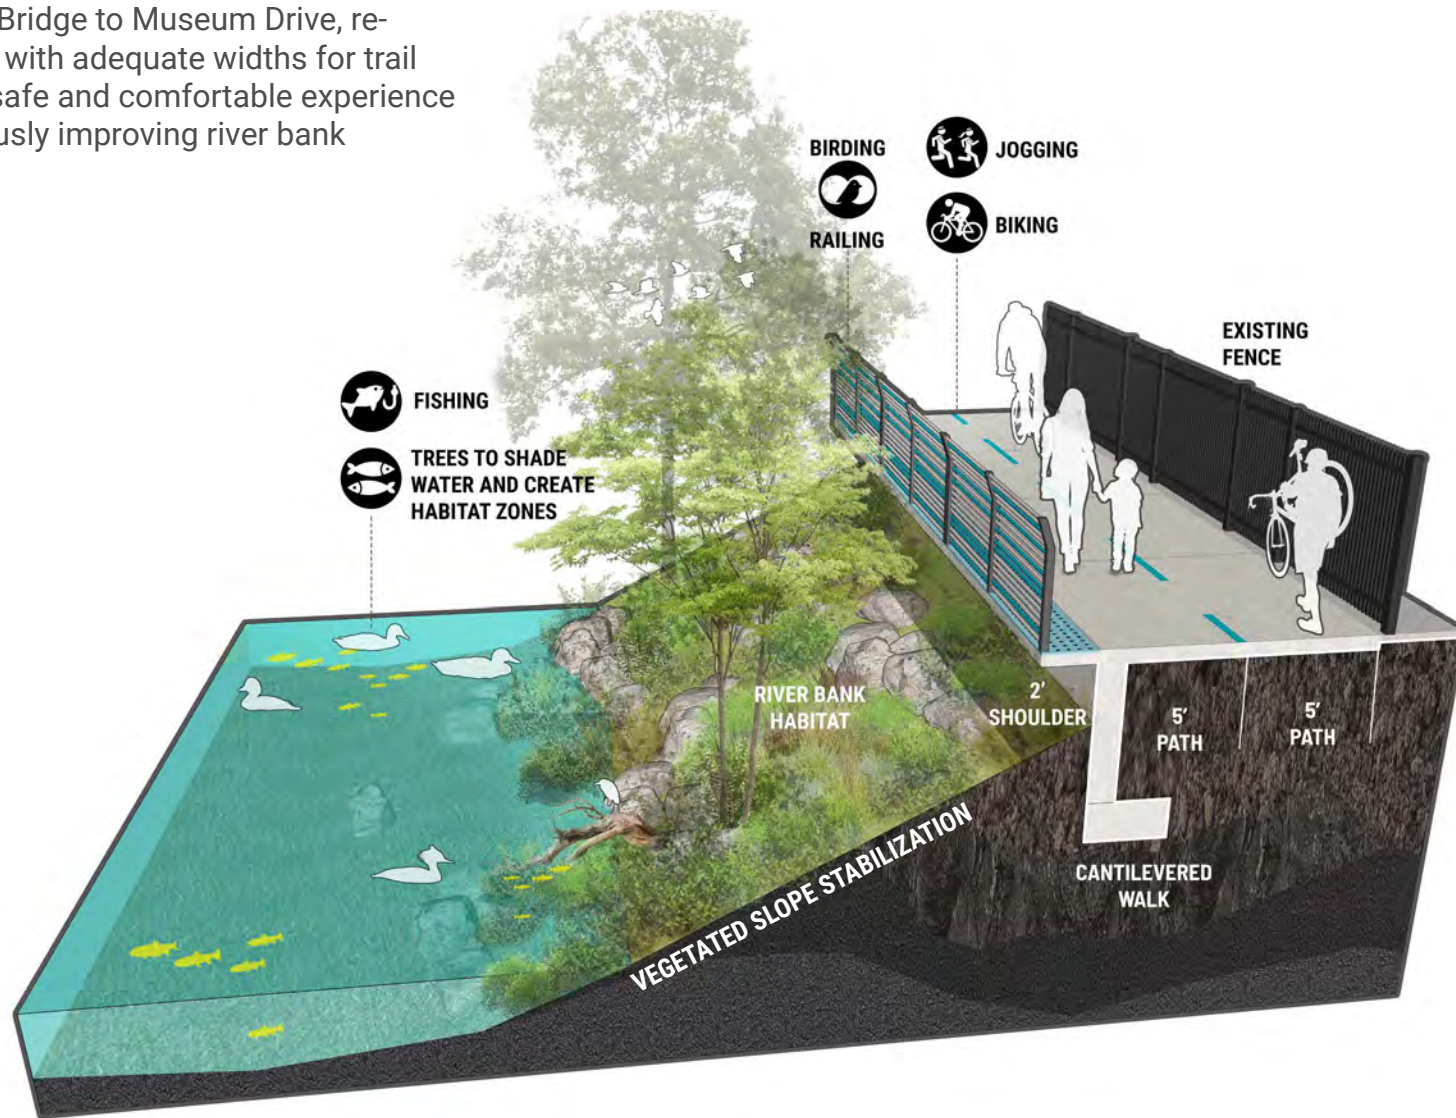 Bridge to Museum Drive, re-
with adequate widths for trail
safe and comfortable experience
usly improving river bank
BIRDING
RAILING
JOGGING
BIKING
EXISTING
FENCE
FISHING
TREES TO SHADE
WATER AND CREATE
HABITAT ZONES
RIVER BANK
HABITAT
2'
SHOULDER
5'
PATH
5'
PATH
CANTILEVERED
WALK
VEGETATED SLOPE STABILIZATION